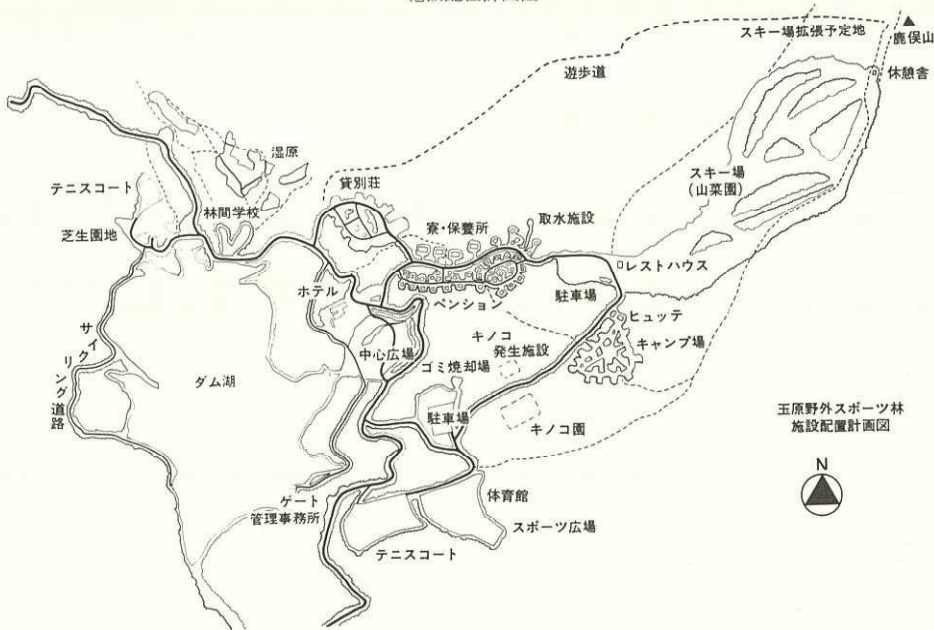 スキー場拡張予定地
鹿俣山
休憩舎
遊歩道
湿原
スキー場
(山菜園)
テニスコート
貸別荘
林間学校
取水施設
寮・保養所
芝生園地
レストハウス
ホテル
ペンション
駐車場
ヒュッテ
キャンプ場
キノコ
発生施設
中心広場
ゴミ焼却場
サイクリング道路
ダム湖
駐車場
キノコ園
玉原野外スポーツ林
施設配置計画図
N
ゲート
管理事務所
体育館
スポーツ広場
テニスコート